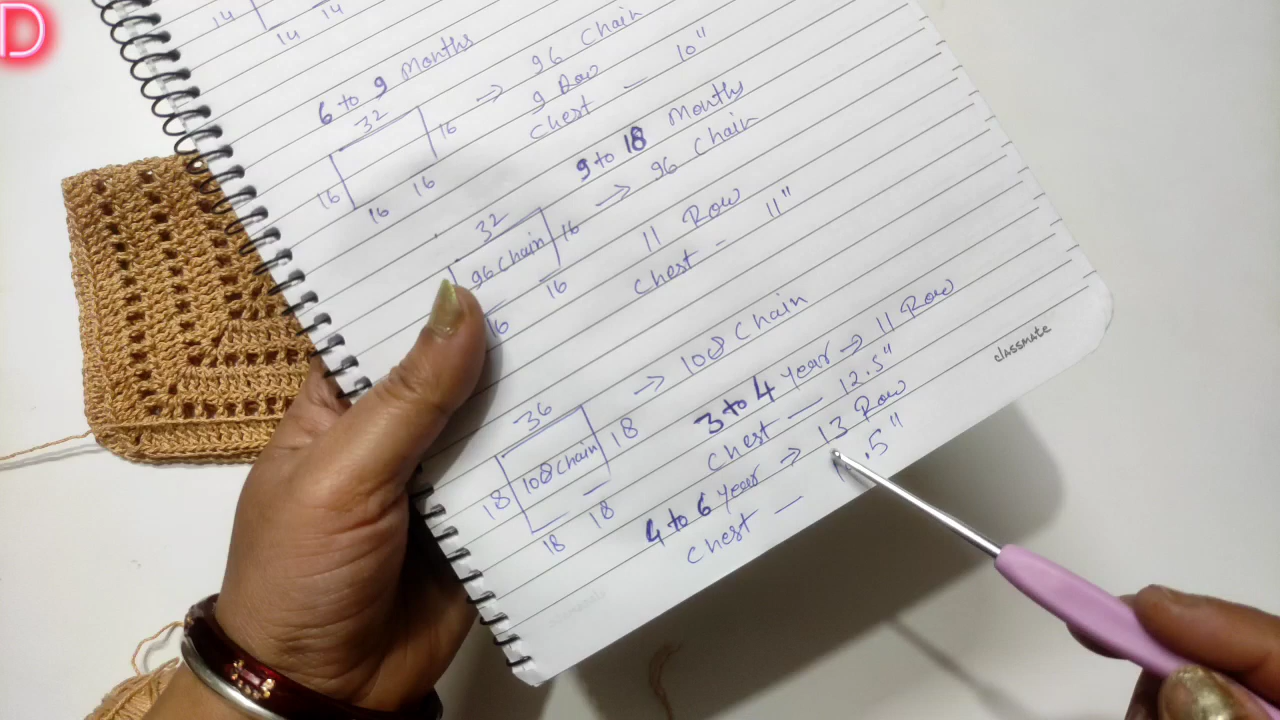 D
14
14
14
6 to 9 Months
32
16
16
16
16
→ 96 Chain
9 Row
Chest — 10"
9 to 18 Months
32
96 Chain
16
16
16
→ 96 Chain
11 Row
Chest - 11"
36
108 Chain
18
18
18
18
→ 108 Chain
3 to 4 Year → 11 Row
Chest — 12.5"
4 to 6 Year → 13 Row
Chest — .5"
classmate